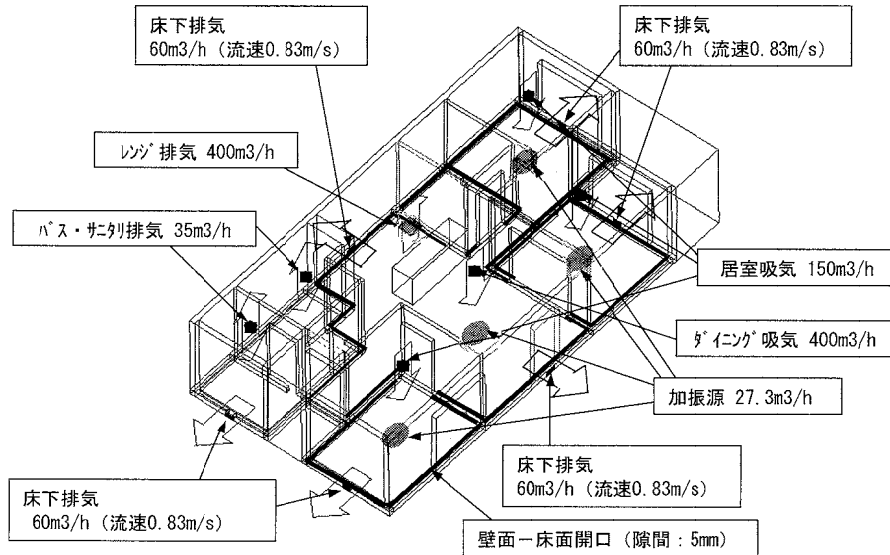 床下排気
60m3/h (流速0.83m/s)
床下排気
60m3/h (流速0.83m/s)
ﾚﾝｼﾞ排気 400m3/h
ﾊﾞｽ・ｻﾆﾀﾘ排気 35m3/h
居室吸気 150m3/h
ﾀﾞｲﾆﾝｸﾞ吸気 400m3/h
加振源 27.3m3/h
床下排気
60m3/h (流速0.83m/s)
床下排気
60m3/h (流速0.83m/s)
壁面－床面開口 (隙間：5mm)